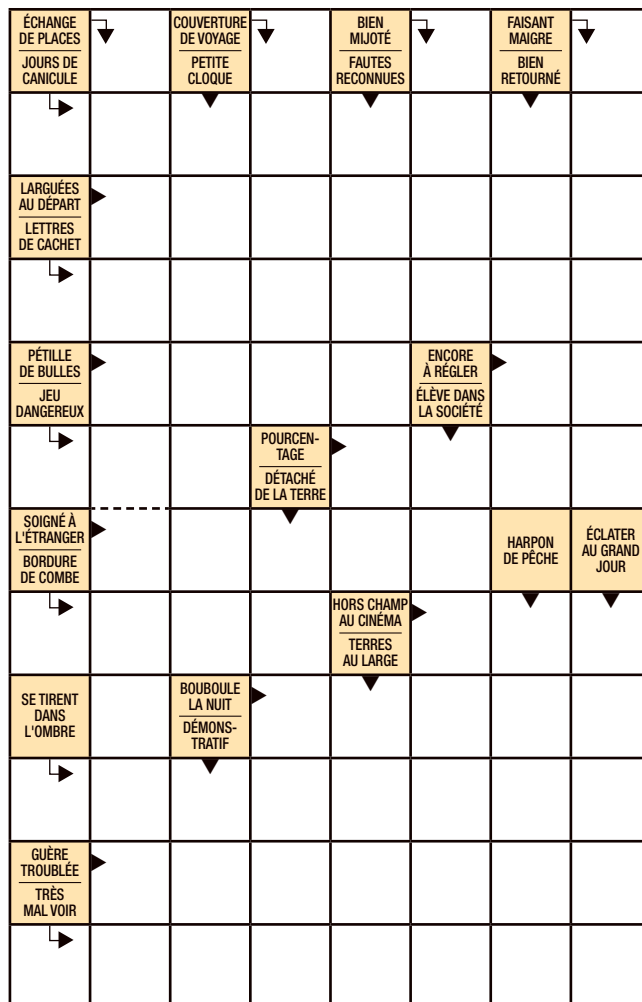 ÉCHANGE
DE PLACES
JOURS DE
CANICULE
COUVERTURE
DE VOYAGE
PETITE
CLOQUE
BIEN
MIJOTÉ
FAUTES
RECONNUES
FAISANT
MAIGRE
BIEN
RETOURNÉ
LARGUÉES
AU DÉPART
LETTRES
DE CACHET
PÉTILLE
DE BULLES
JEU
DANGEREUX
ENCORE
À RÉGLER
ÉLÈVE DANS
LA SOCIÉTÉ
POURCEN-
TAGE
DÉTACHÉ
DE LA TERRE
SOIGNÉ À
L'ÉTRANGER
BORDURE
DE COMBE
HARPON
DE PÊCHE
ÉCLATER
AU GRAND
JOUR
HORS CHAMP
AU CINÉMA
TERRES
AU LARGE
SE TIRENT
DANS
L'OMBRE
BOUBOULE
LA NUIT
DÉMONS-
TRATIF
GUÈRE
TROUBLÉE
TRÈS
MAL VOIR